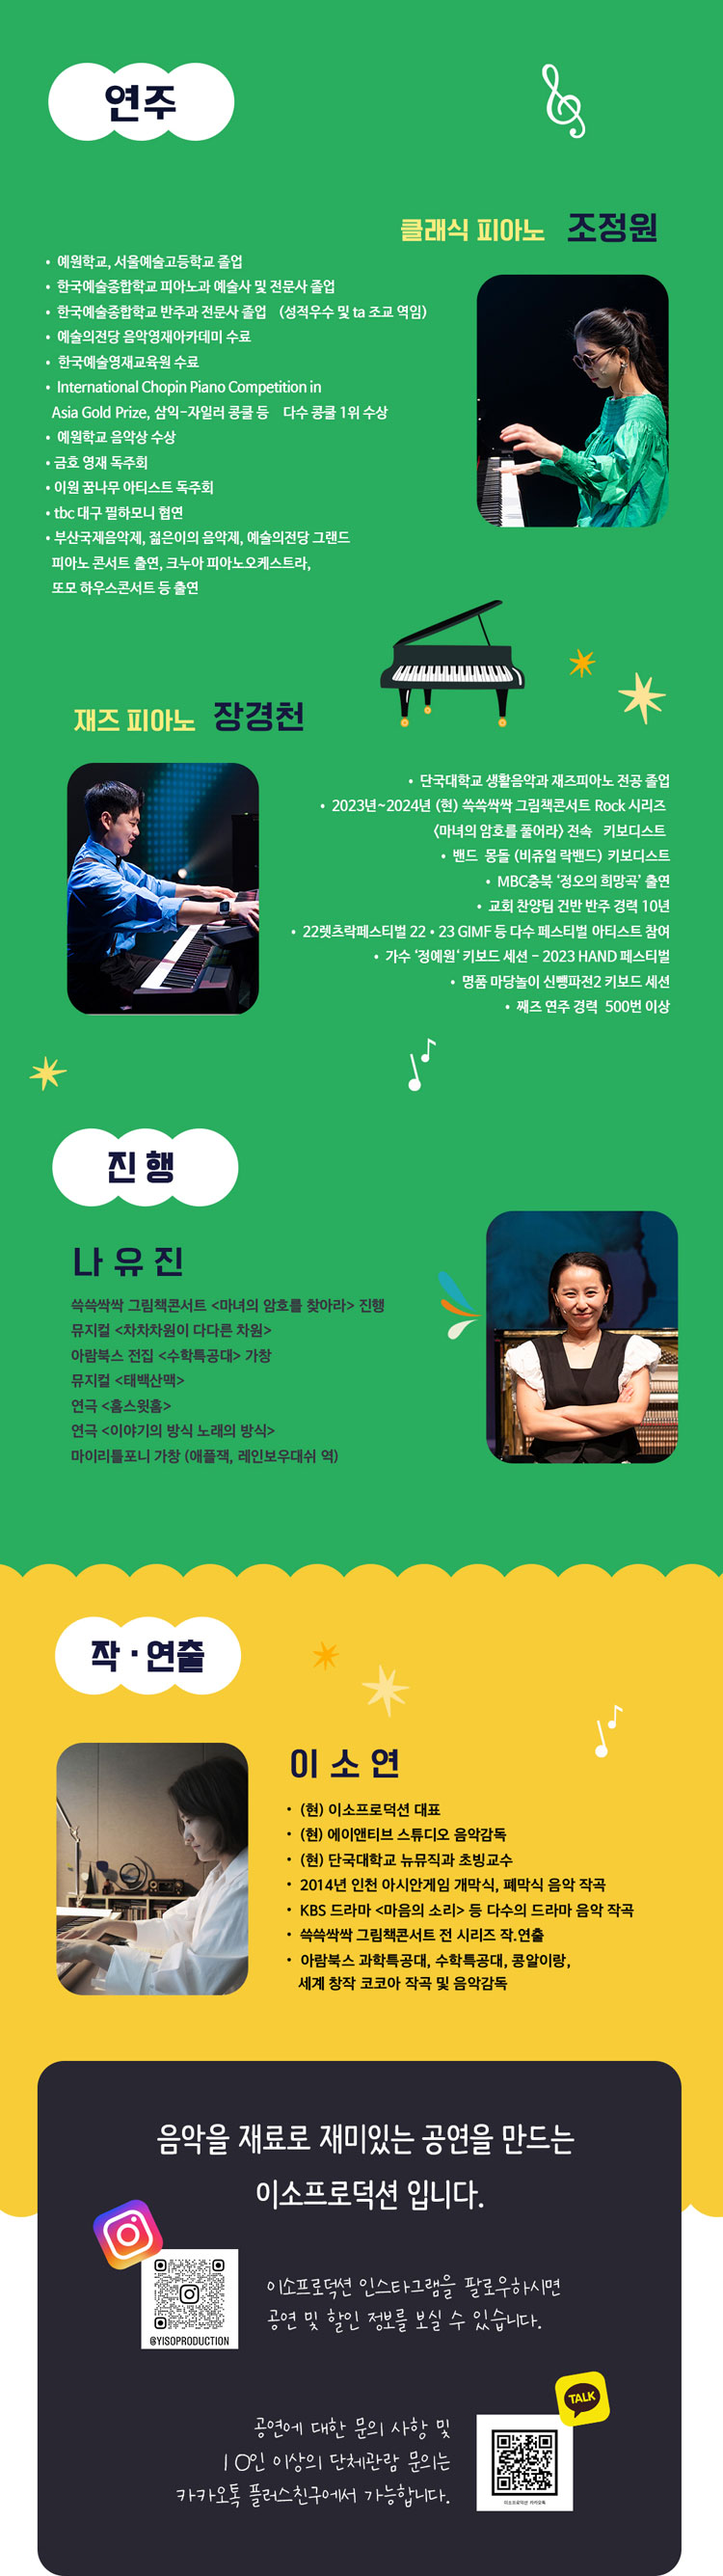 연주
클래식 피아노 조정원
• 예원학교, 서울예술고등학교 졸업
• 한국예술종합학교 피아노과 예술사 및 전문사 졸업
• 한국예술종합학교 반주과 전문사 졸업 (성적우수 및 ta 조교 역임)
• 예술의전당 음악영재아카데미 수료
• 한국예술영재교육원 수료
• International Chopin Piano Competition in
Asia Gold Prize, 삼익-자일러 콩쿨 등 다수 콩쿨 1위 수상
• 예원학교 음악상 수상
• 금호 영재 독주회
• 이원 꿈나무 아티스트 독주회
• tbc 대구 필하모니 협연
• 부산국제음악제, 젊은이의 음악제, 예술의전당 그랜드
피아노 콘서트 출연, 크누아 피아노오케스트라,
또모 하우스콘서트 등 출연
재즈 피아노 장경천
• 단국대학교 생활음악과 재즈피아노 전공 졸업
• 2023년~2024년 (현) 쓱쓱싹싹 그림책콘서트 Rock 시리즈
<마녀의 암호를 풀어라> 전속 키보디스트
• 밴드 몽돌 (비쥬얼 락밴드) 키보디스트
• MBC충북 ‘정오의 희망곡’ 출연
• 교회 찬양팀 건반 반주 경력 10년
• 22렛츠락페스티벌 22 • 23 GIMF 등 다수 페스티벌 아티스트 참여
• 가수 ‘정예원‘ 키보드 세션 - 2023 HAND 페스티벌
• 명품 마당놀이 신뺑파전2 키보드 세션
• 째즈 연주 경력 500번 이상
진 행
나 유 진
쓱쓱싹싹 그림책콘서트 <마녀의 암호를 찾아라> 진행
뮤지컬 <차차차원이 다다른 차원>
아람북스 전집 <수학특공대> 가창
뮤지컬 <태백산맥>
연극 <홈스윗홈>
연극 <이야기의 방식 노래의 방식>
마이리틀포니 가창 (애플잭, 레인보우대쉬 역)
작 · 연출
이 소 연
• (현) 이소프로덕션 대표
• (현) 에이앤티브 스튜디오 음악감독
• (현) 단국대학교 뉴뮤직과 초빙교수
• 2014년 인천 아시안게임 개막식, 폐막식 음악 작곡
• KBS 드라마 <마음의 소리> 등 다수의 드라마 음악 작곡
• 쓱쓱싹싹 그림책콘서트 전 시리즈 작.연출
• 아람북스 과학특공대, 수학특공대, 콩알이랑,
세계 창작 코코아 작곡 및 음악감독
음악을 재료로 재미있는 공연을 만드는
이소프로덕션 입니다.
@YISOPRODUCTION
이소프로덕션 인스타그램을 팔로우하시면
공연 및 할인 정보를 보실 수 있습니다.
TALK
공연에 대한 문의 사항 및
10인 이상의 단체관람 문의는
카카오톡 플러스친구에서 가능합니다.
이소프로덕션 카카오톡